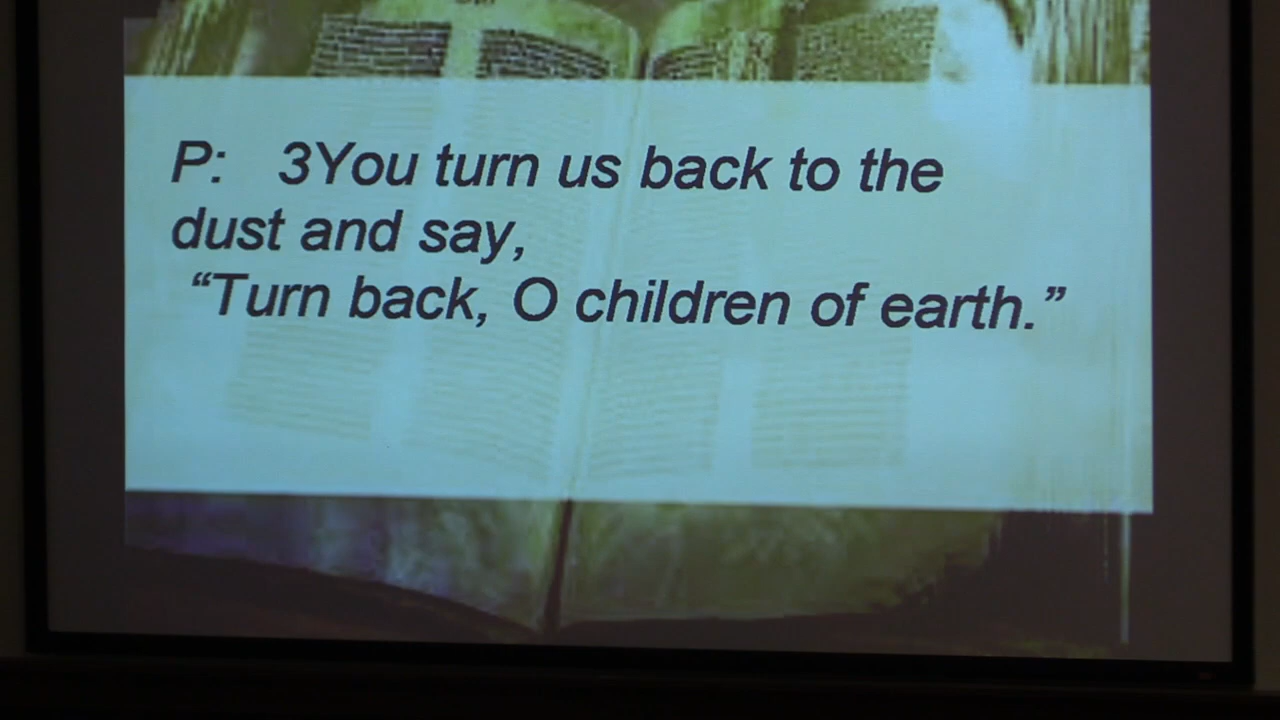 P: 3You turn us back to the
dust and say,
“Turn back, O children of earth.”